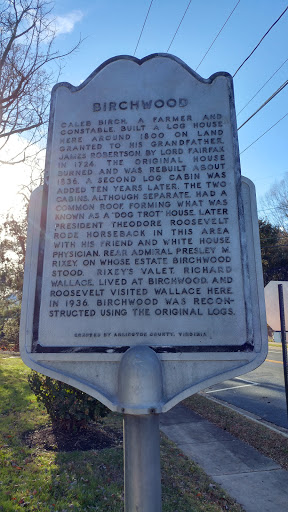 BIRCHWOOD
CALEB BIRCH, A FARMER AND
CONSTABLE, BUILT A LOG HOUSE
HERE AROUND 1800 ON LAND
GRANTED TO HIS GRANDFATHER,
JAMES ROBERTSON, BY LORD FAIRFAX
IN 1724. THE ORIGINAL HOUSE
BURNED AND WAS REBUILT ABOUT
1836. A SECOND LOG CABIN WAS
ADDED TEN YEARS LATER. THE TWO
CABINS, ALTHOUGH SEPARATE, HAD A
COMMON ROOF, FORMING WHAT WAS
KNOWN AS A "DOG TROT" HOUSE. LATER
PRESIDENT THEODORE ROOSEVELT
RODE HORSEBACK IN THIS AREA
WITH HIS FRIEND AND WHITE HOUSE
PHYSICIAN, REAR ADMIRAL PRESLEY M.
RIXEY, ON WHOSE ESTATE BIRCHWOOD
STOOD. RIXEY'S VALET, RICHARD
WALLACE, LIVED AT BIRCHWOOD, AND
ROOSEVELT VISITED WALLACE HERE.
IN 1936, BIRCHWOOD WAS RECON-
STRUCTED USING THE ORIGINAL LOGS.
ERECTED BY ARLINGTON COUNTY, VIRGINIA